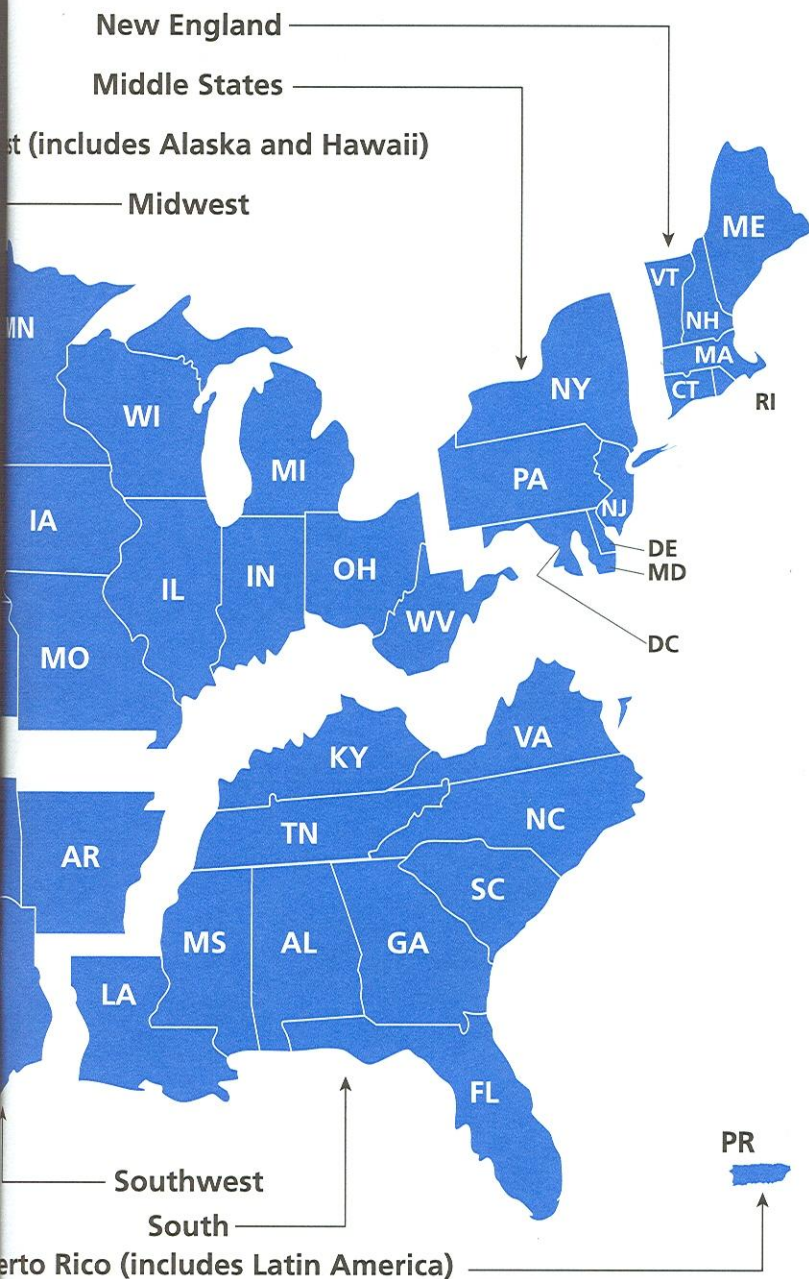 New England
Middle States
st (includes Alaska and Hawaii)
Midwest
ME
VT
MN
NH
MA
NY
CT
WI
RI
MI
PA
NJ
IA
DE
OH
IN
MD
IL
WV
DC
MO
VA
KY
NC
TN
AR
SC
MS
AL
GA
LA
FL
PR
Southwest
South
erto Rico (includes Latin America)